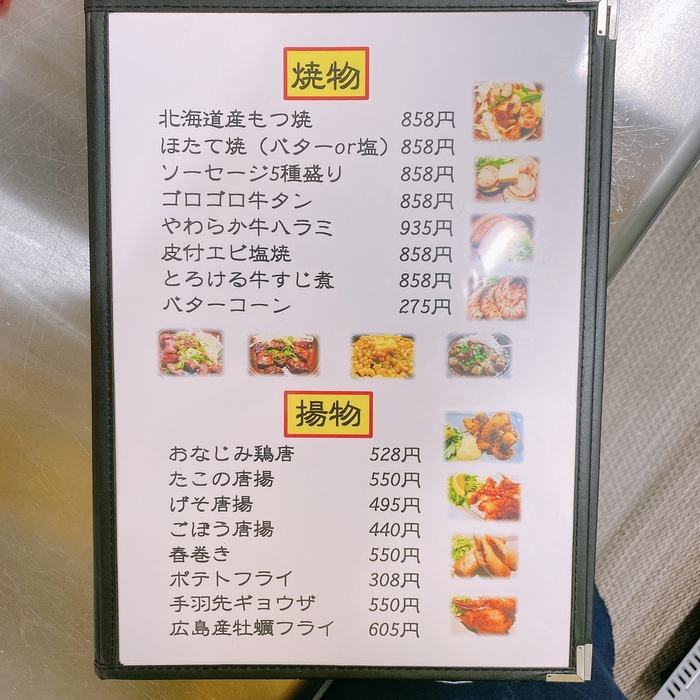 焼物
北海道産もつ焼 858円
ほたて焼（バターor塩） 858円
ソーセージ5種盛り 858円
ゴロゴロ牛タン 858円
やわらか牛ハラミ 935円
皮付エビ塩焼 858円
とろける牛すじ煮 858円
バターコーン 275円
揚物
おなじみ鶏唐 528円
たこの唐揚 550円
げそ唐揚 495円
ごぼう唐揚 440円
春巻き 550円
ポテトフライ 308円
手羽先ギョウザ 550円
広島産牡蠣フライ 605円